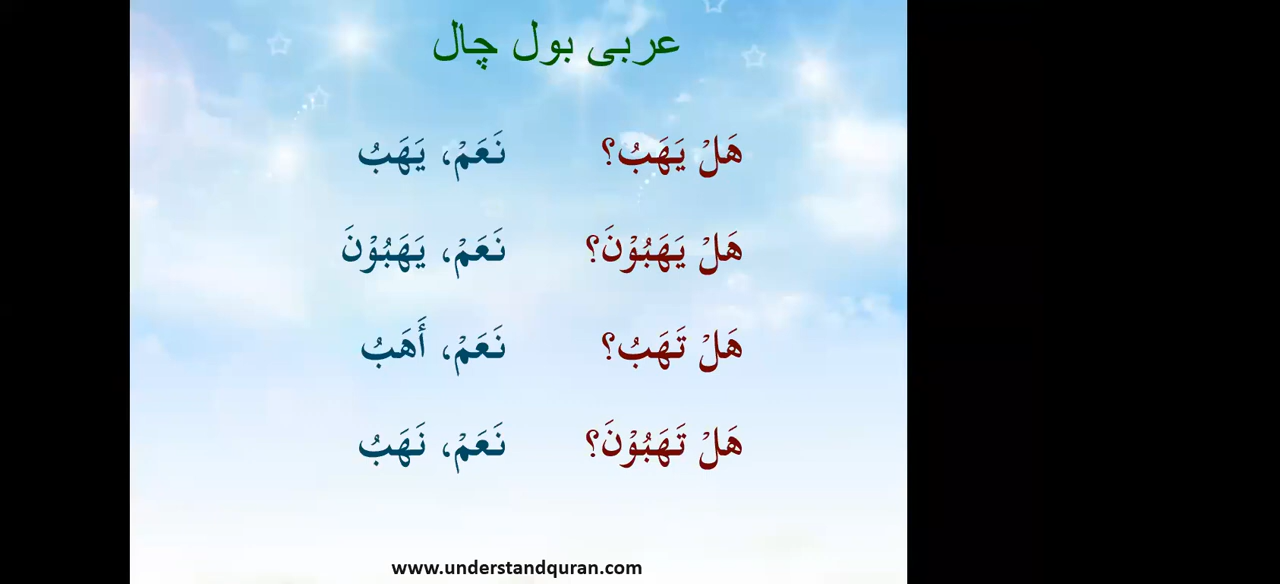 عربی بول چال
هَلْ يَهَبُ؟ نَعَمْ، يَهَبُ
هَلْ يَهَبُوْنَ؟ نَعَمْ، يَهَبُوْنَ
هَلْ تَهَبُ؟ نَعَمْ، أَهَبُ
هَلْ تَهَبُوْنَ؟ نَعَمْ، نَهَبُ
www.understandquran.com